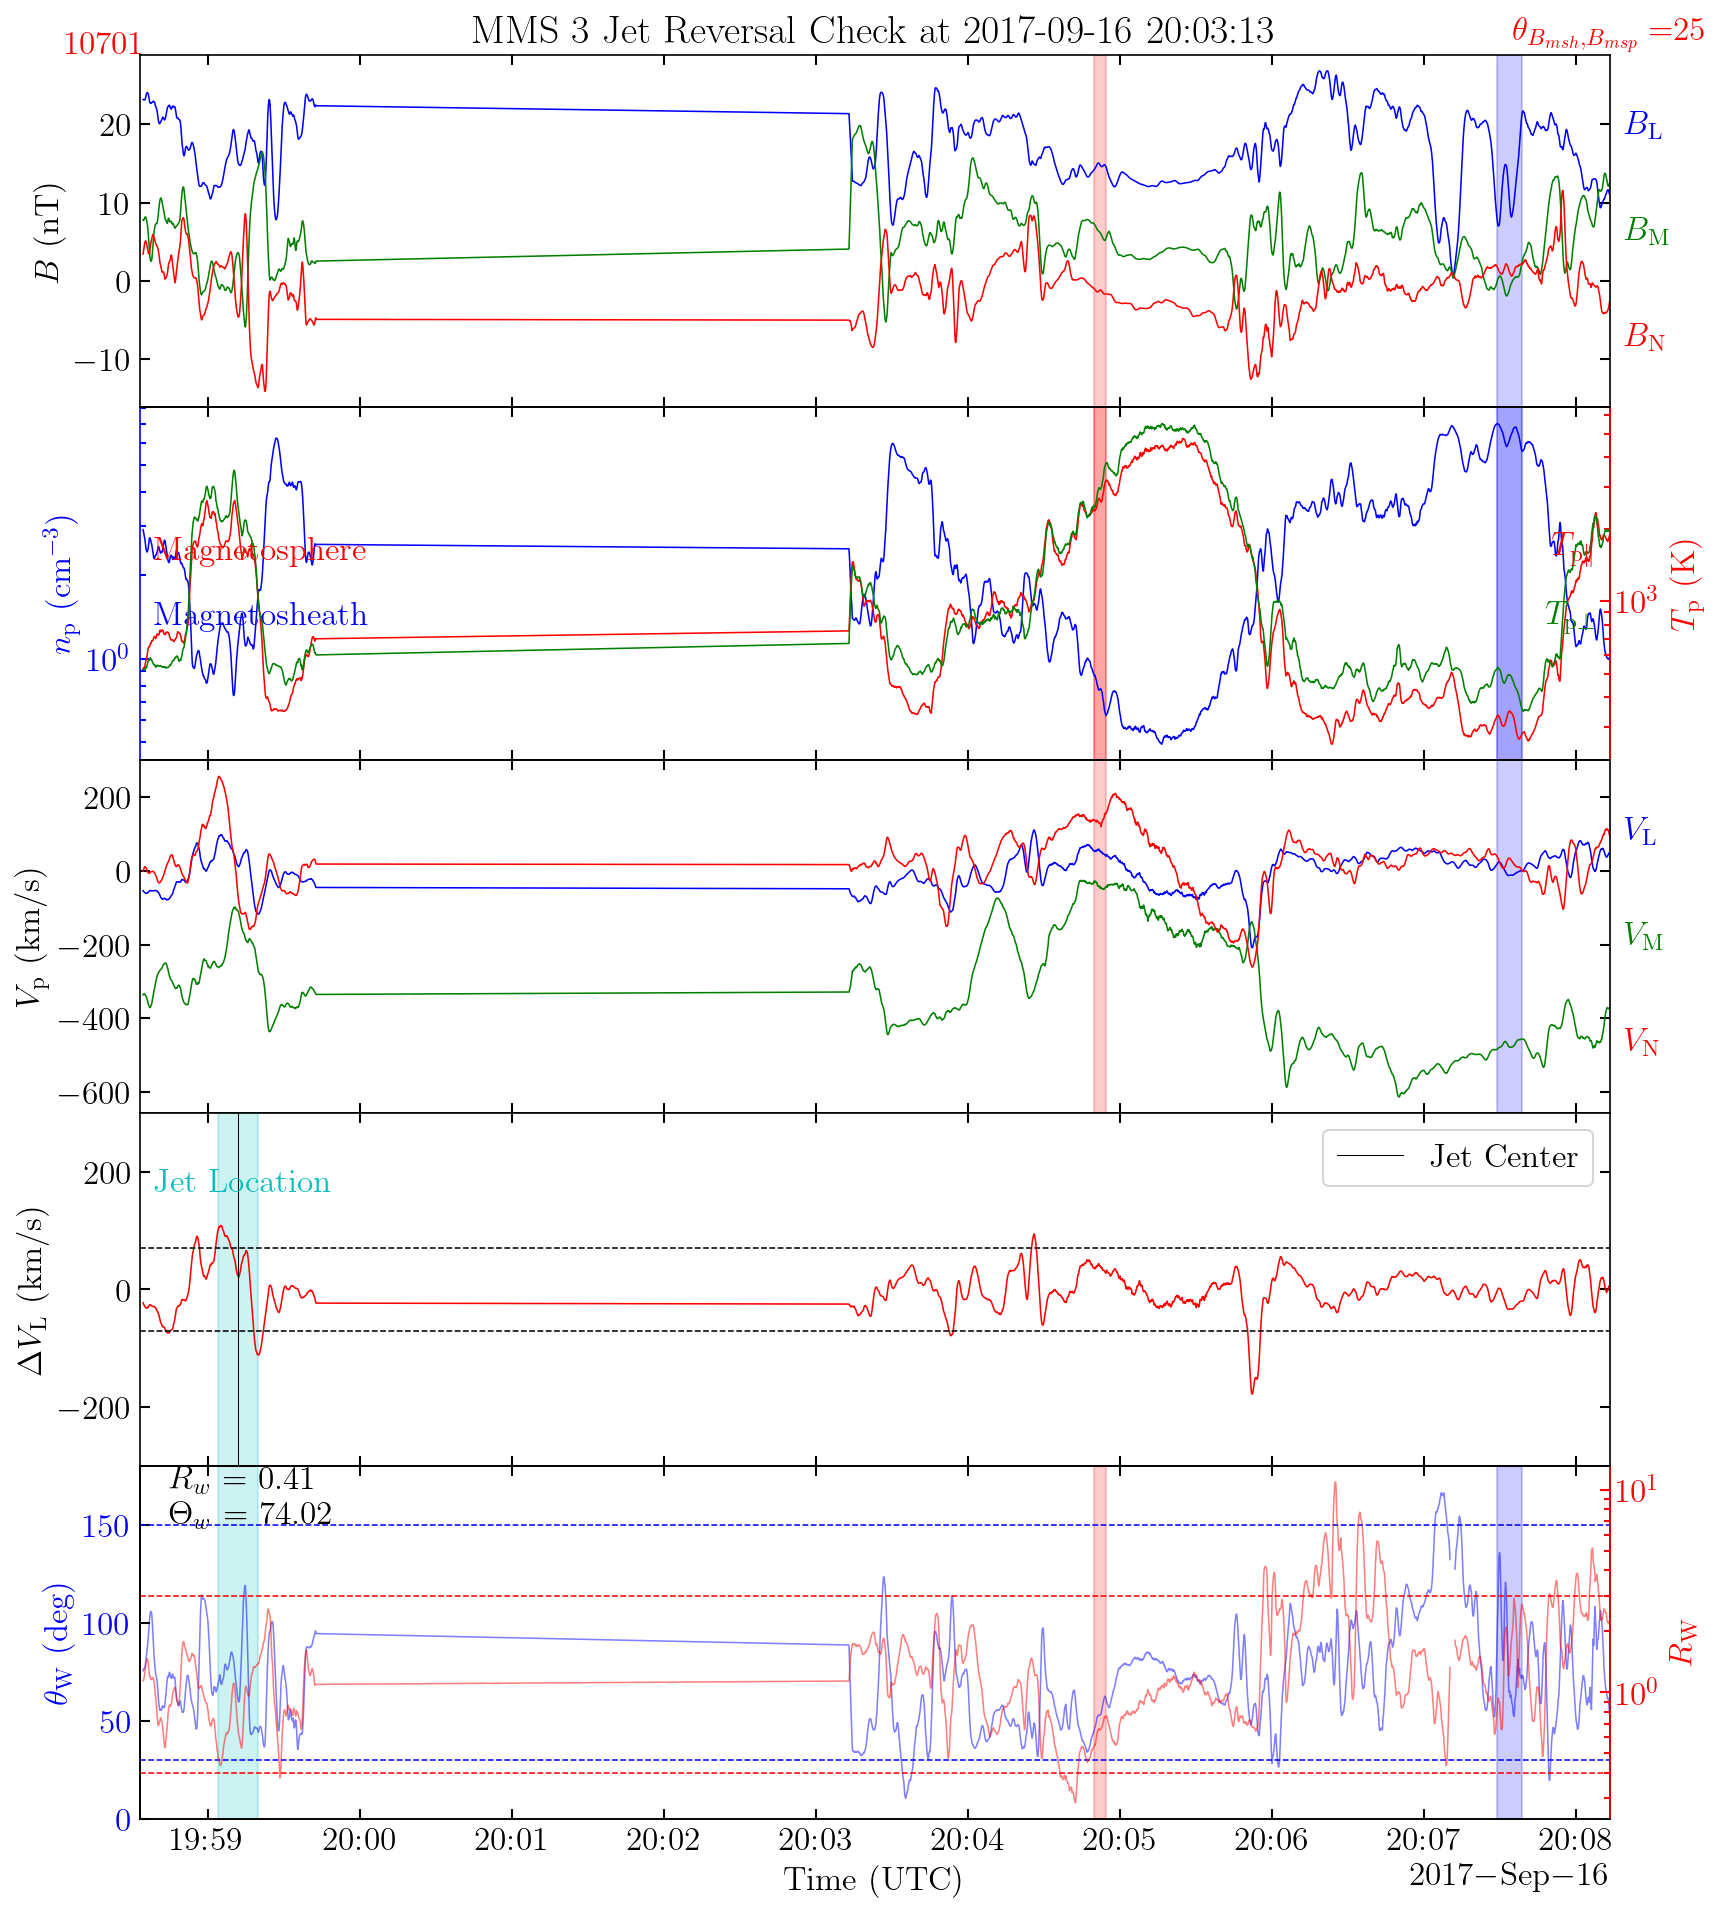 MMS 3 Jet Reversal Check at 2017-09-16 20:03:13
10701
θ_{B_{msh},B_{msp}} =25
B (nT)
20
10
0
−10
B_L
B_M
B_N
n_p (cm^{−3})
10^0
Magnetosphere
Magnetosheath
T_{p∥}
T_{p⊥}
10^3
T_p (K)
V_p (km/s)
200
0
−200
−400
−600
V_L
V_M
V_N
ΔV_L (km/s)
200
0
−200
Jet Location
Jet Center
R_w = 0.41
Θ_w = 74.02
θ_W (deg)
150
100
50
0
10^1
10^0
R_W
19:59 20:00 20:01 20:02 20:03 20:04 20:05 20:06 20:07 20:08
Time (UTC)
2017−Sep−16